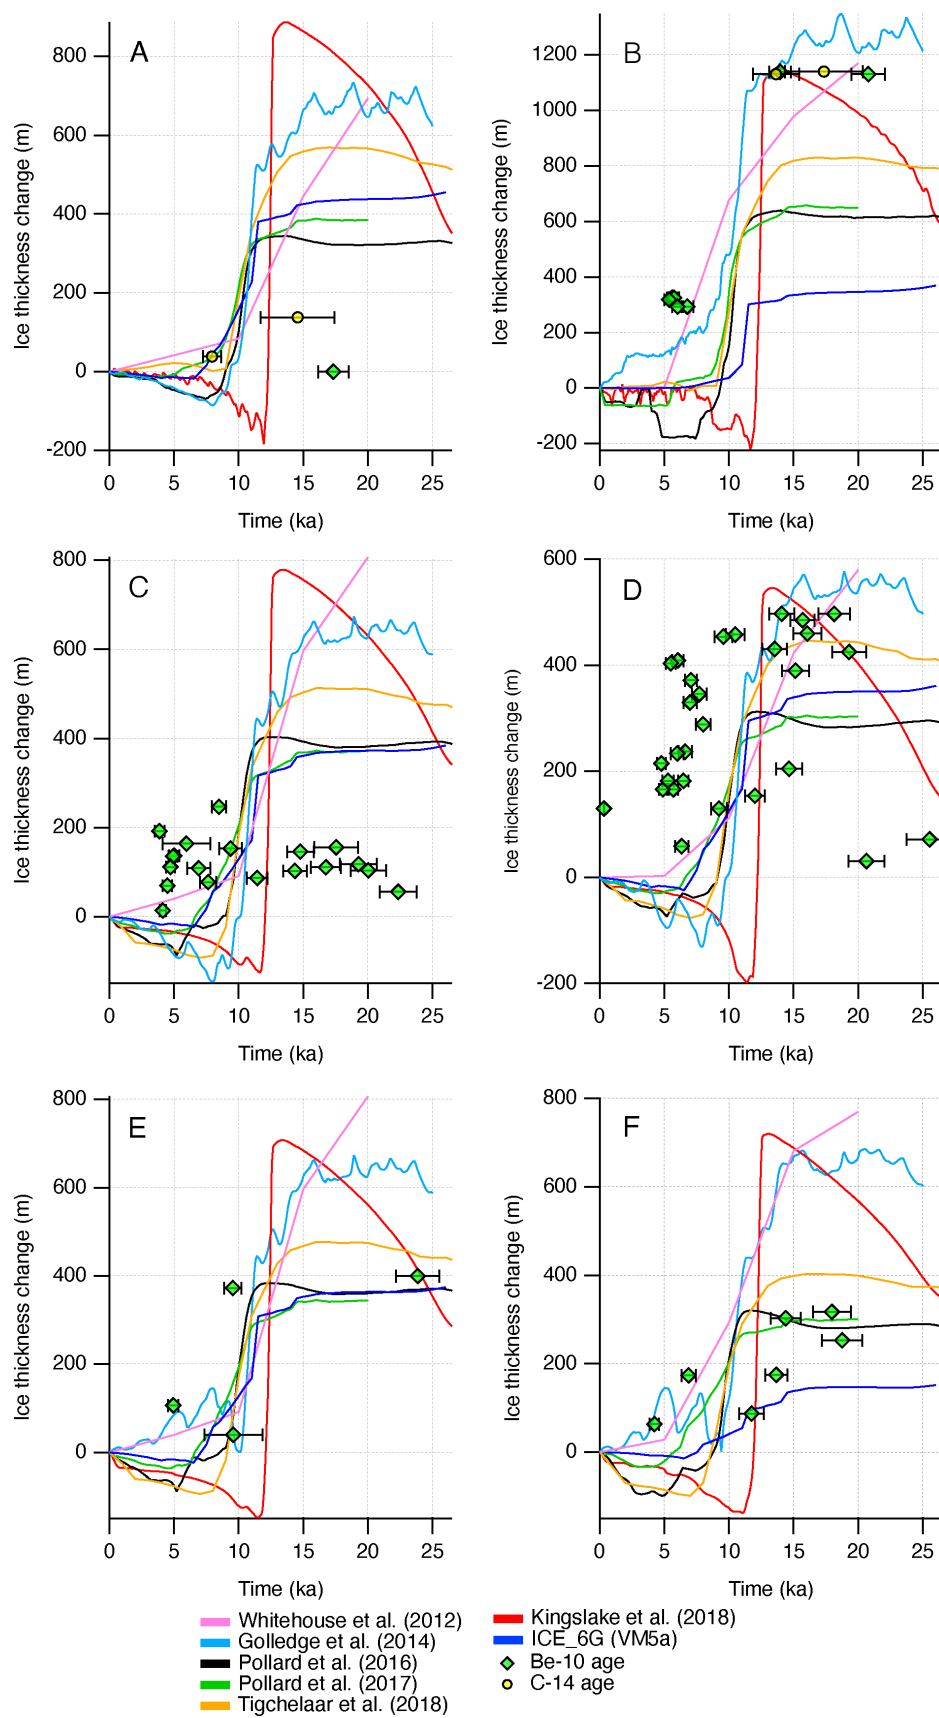 A
800
600
400
200
0
-200
0 5 10 15 20 25
Time (ka)
Ice thickness change (m)
B
1200
1000
800
600
400
200
0
-200
0 5 10 15 20 25
Time (ka)
Ice thickness change (m)
C
800
600
400
200
0
0 5 10 15 20 25
Time (ka)
Ice thickness change (m)
D
600
400
200
0
-200
0 5 10 15 20 25
Time (ka)
Ice thickness change (m)
E
800
600
400
200
0
0 5 10 15 20 25
Time (ka)
Ice thickness change (m)
F
800
600
400
200
0
0 5 10 15 20 25
Time (ka)
Ice thickness change (m)
Whitehouse et al. (2012)
Golledge et al. (2014)
Pollard et al. (2016)
Pollard et al. (2017)
Tigchelaar et al. (2018)
Kingslake et al. (2018)
ICE_6G (VM5a)
Be-10 age
C-14 age